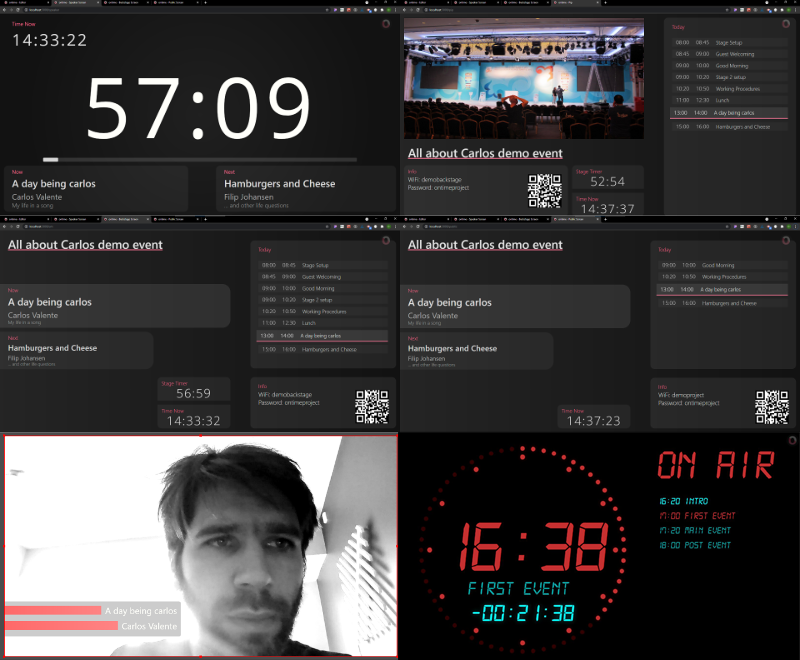 Time Now
14:33:22
57:09
Now
A day being carlos
Carlos Valente
My life in a song
Next
Hamburgers and Cheese
Filip Johansen
... and other life questions
All about Carlos demo event
Info
WiFi: demobackstage
Password: ontimeproject
Stage Timer
52:54
Time Now
14:37:37
Today
08:00 08:45 Stage Setup
08:45 09:00 Guest Welcoming
09:00 10:00 Good Morning
09:00 10:20 Stage 2 setup
10:20 10:50 Working Procedures
11:00 12:30 Lunch
13:00 14:00 A day being carlos
15:00 16:00 Hamburgers and Cheese
All about Carlos demo event
Now
A day being carlos
Carlos Valente
My life in a song
Next
Hamburgers and Cheese
Filip Johansen
... and other life questions
Stage Timer
56:59
Time Now
14:33:32
Today
08:00 08:45 Stage Setup
08:45 09:00 Guest Welcoming
09:00 10:00 Good Morning
09:00 10:20 Stage 2 setup
10:20 10:50 Working Procedures
11:00 12:30 Lunch
13:00 14:00 A day being carlos
15:00 16:00 Hamburgers and Cheese
Info
WiFi: demobackstage
Password: ontimeproject
All about Carlos demo event
Now
A day being carlos
Carlos Valente
My life in a song
Next
Hamburgers and Cheese
Filip Johansen
... and other life questions
Time Now
14:37:23
Today
09:00 10:00 Good Morning
10:20 10:50 Working Procedures
13:00 14:00 A day being carlos
15:00 16:00 Hamburgers and Cheese
Info
WiFi: demoproject
Password: ontimeproject
A day being carlos
Carlos Valente
16:38
FIRST EVENT
-00:21:38
ON AIR
16:20 INTRO
17:00 FIRST EVENT
17:20 MAIN EVENT
18:00 POST EVENT